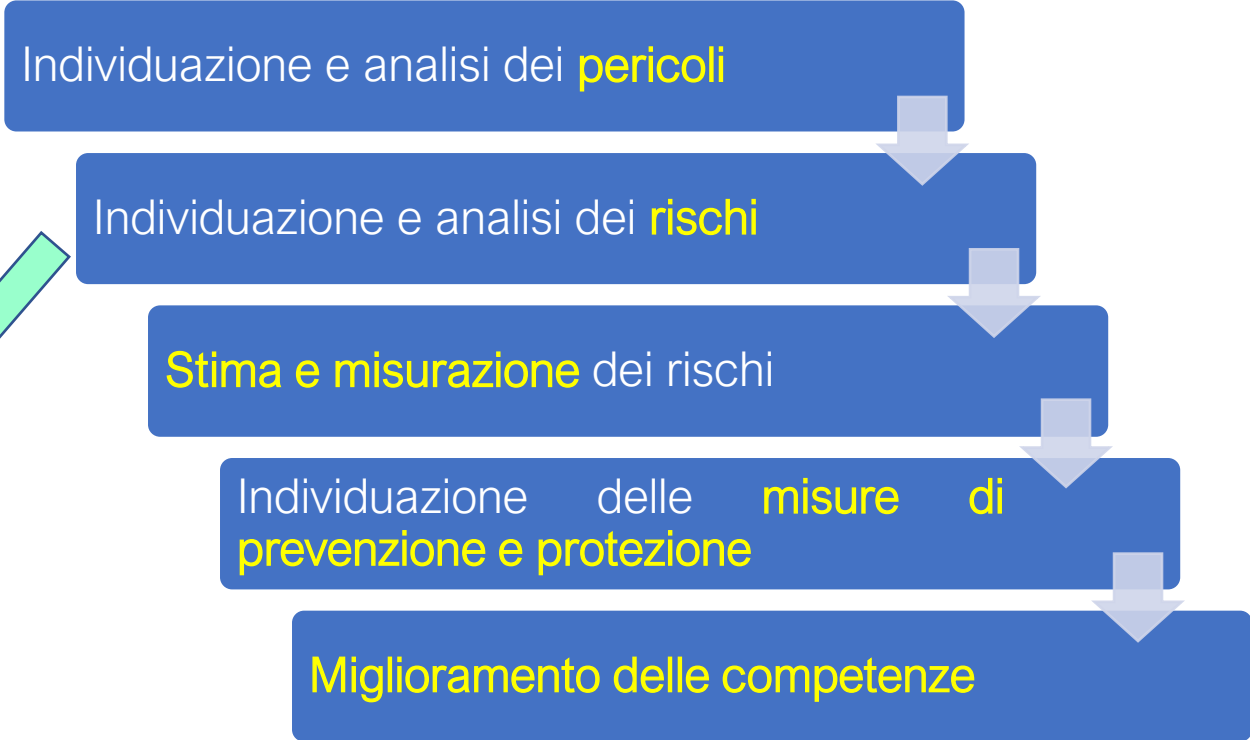 Individuazione e analisi dei pericoli
Individuazione e analisi dei rischi
Stima e misurazione dei rischi
Individuazione delle misure di
prevenzione e protezione
Miglioramento delle competenze